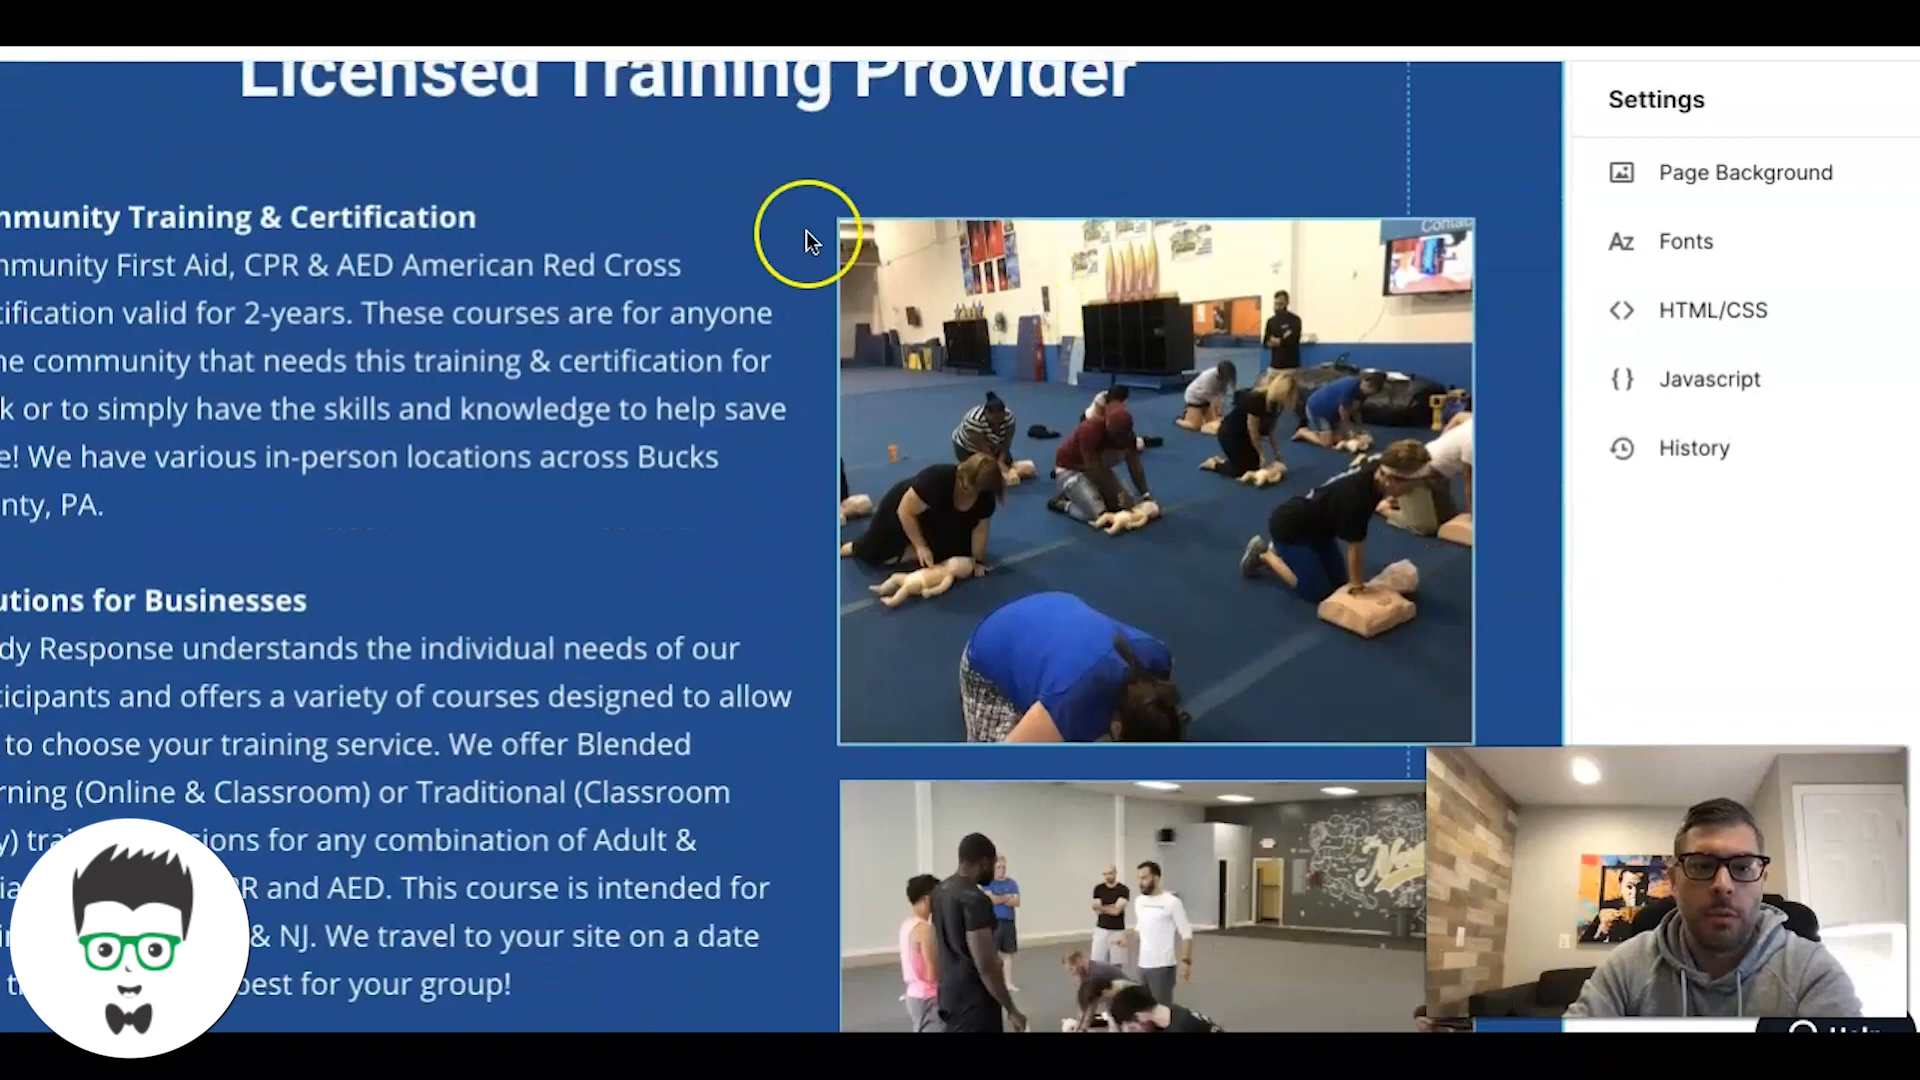 Licensed Training Provider
Settings
Page Background
Fonts
HTML/CSS
Javascript
History
mmunity Training & Certification
mmunity First Aid, CPR & AED American Red Cross
tification valid for 2-years. These courses are for anyone
he community that needs this training & certification for
k or to simply have the skills and knowledge to help save
e! We have various in-person locations across Bucks
nty, PA.
utions for Businesses
dy Response understands the individual needs of our
ticipants and offers a variety of courses designed to allow
to choose your training service. We offer Blended
rning (Online & Classroom) or Traditional (Classroom
y) tra ions for any combination of Adult &
R and AED. This course is intended for
& NJ. We travel to your site on a date
t best for your group!
Contac
Help